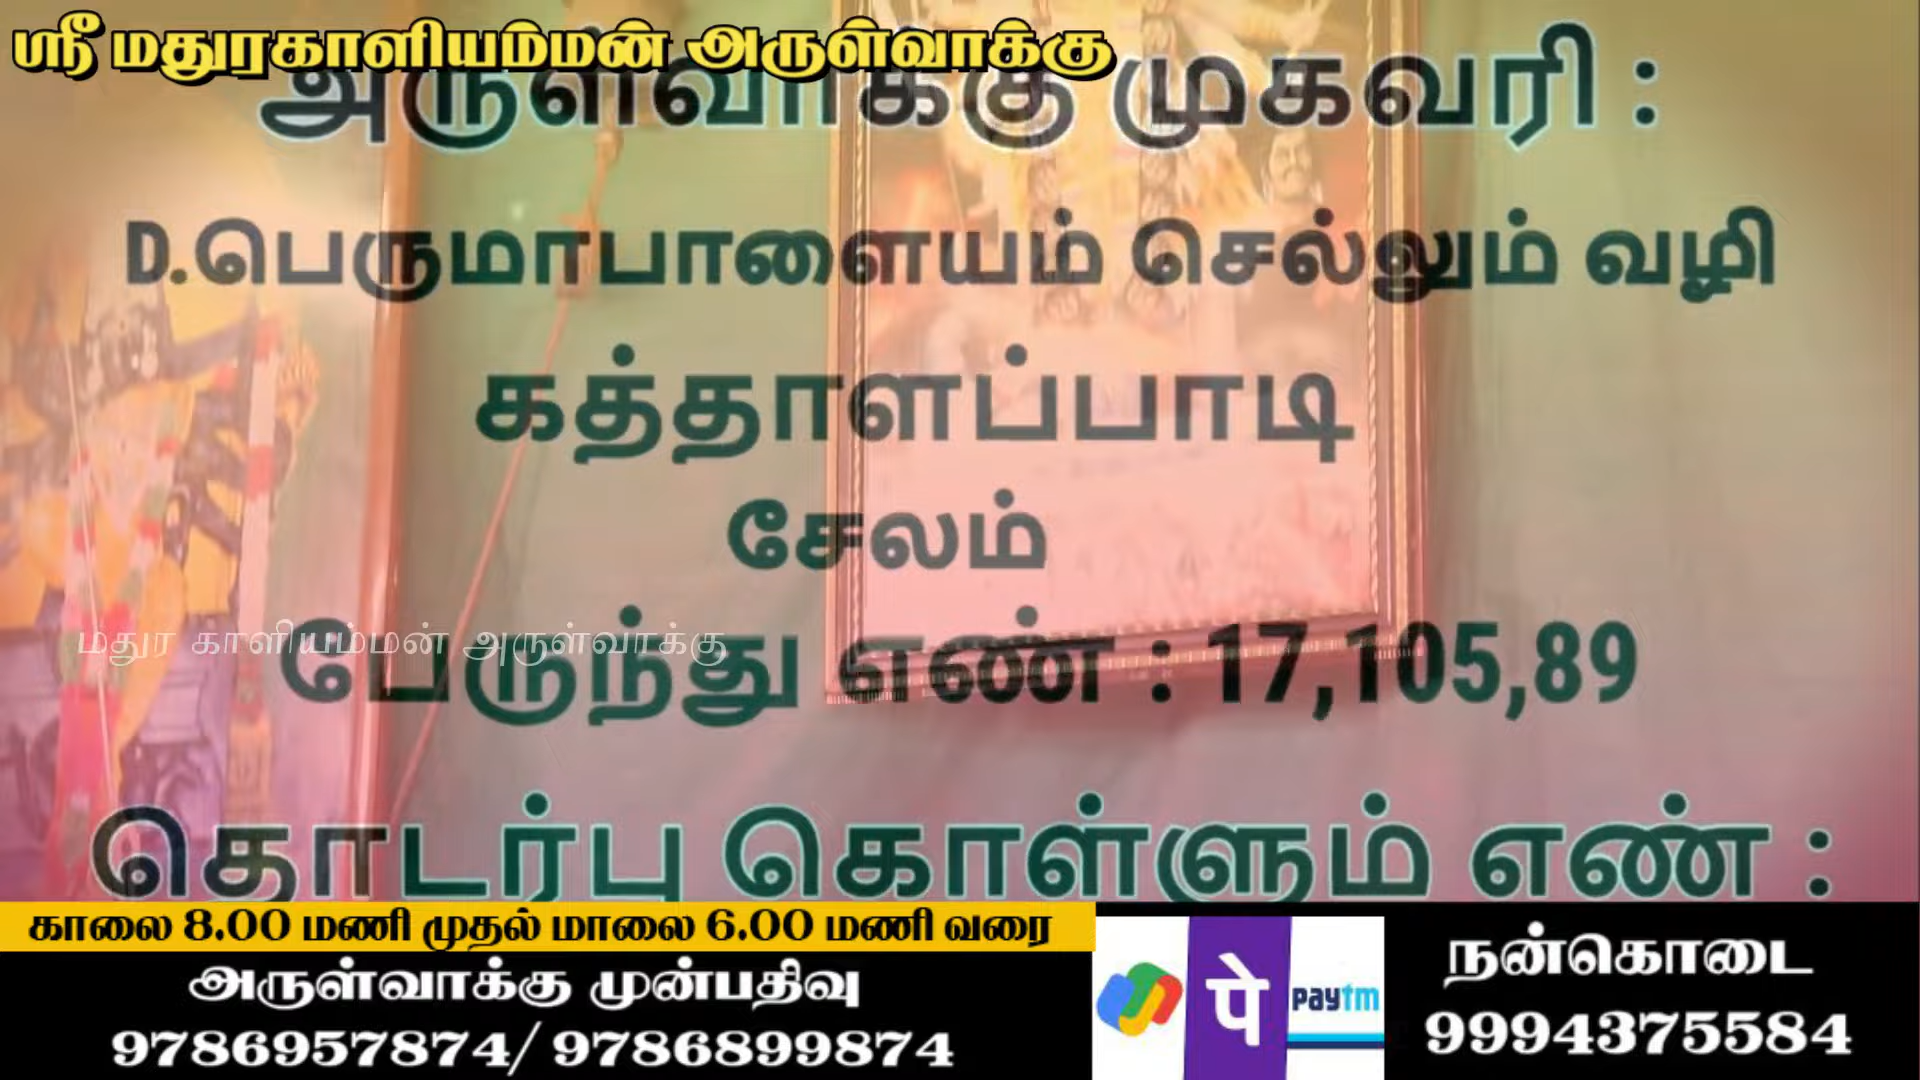 ஸ்ரீ மதுரகாளியம்மன் அருள்வாக்கு
அருள்வாக்கு முகவரி :
D.பெருமாபாளையம் செல்லும் வழி
கத்தாளப்பாடி
சேலம்
மதுர காளியம்மன் அருள்வாக்கு
பேருந்து எண் : 17,105,89
தொடர்பு கொள்ளும் எண் :
காலை 8.00 மணி முதல் மாலை 6.00 மணி வரை
அருள்வாக்கு முன்பதிவு
9786957874/ 9786899874
पे
paytm
நன்கொடை
9994375584